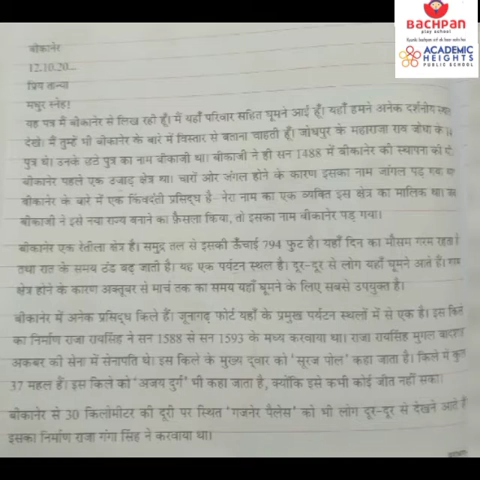 BACHPAN
play school
ACADEMIC
HEIGHTS
PUBLIC SCHOOL
बीकानेर
12.10.20...
प्रिय तान्या
मधुर स्नेह!
यह पत्र मैं बीकानेर से लिख रही हूँ। मैं यहाँ परिवार सहित घूमने आई हूँ। यहाँ हमने अनेक दर्शनीय स्थल
देखे। मैं तुम्हें भी बीकानेर के बारे में विस्तार से बताना चाहती हूँ। जोधपुर के महाराजा राव जोधा के
पुत्र थे। उनके छठे पुत्र का नाम बीकाजी था। बीकाजी ने ही सन 1488 में बीकानेर की स्थापना की थी।
बीकानेर पहले एक उजाड़ क्षेत्र था। चारों ओर जंगल होने के कारण इसका नाम जांगल पड़ गया था
बीकानेर के बारे में एक किंवदंती प्रसिद्ध है - नेरा नाम का एक व्यक्ति इस क्षेत्र का मालिक था।
बीकाजी ने इसे नया राज्य बनाने का फ़ैसला किया, तो इसका नाम बीकानेर पड़ गया।
बीकानेर एक रेतीला क्षेत्र है। समुद्र तल से इसकी ऊँचाई 794 फुट है। यहाँ दिन का मौसम गरम रहता है
तथा रात के समय ठंड बढ़ जाती है। यह एक पर्यटन स्थल है। दूर-दूर से लोग यहाँ घूमने आते हैं। गरम
क्षेत्र होने के कारण अक्तूबर से मार्च तक का समय यहाँ घूमने के लिए सबसे उपयुक्त है।
बीकानेर में अनेक प्रसिद्ध किले हैं। जूनागढ़ फोर्ट यहाँ के प्रमुख पर्यटन स्थलों में से एक है। इस किले
का निर्माण राजा रायसिंह ने सन 1588 से सन 1593 के मध्य करवाया था। राजा रायसिंह मुगल बादशाह
अकबर की सेना में सेनापति थे। इस किले के मुख्य द्वार को 'सूरज पोल' कहा जाता है। किले में कुल
37 महल हैं। इस किले को 'अजय दुर्ग' भी कहा जाता है, क्योंकि इसे कभी कोई जीत नहीं सका।
बीकानेर से 30 किलोमीटर की दूरी पर स्थित 'गजनेर पैलेस' को भी लोग दूर-दूर से देखने आते हैं
इसका निर्माण राजा गंगा सिंह ने करवाया था।